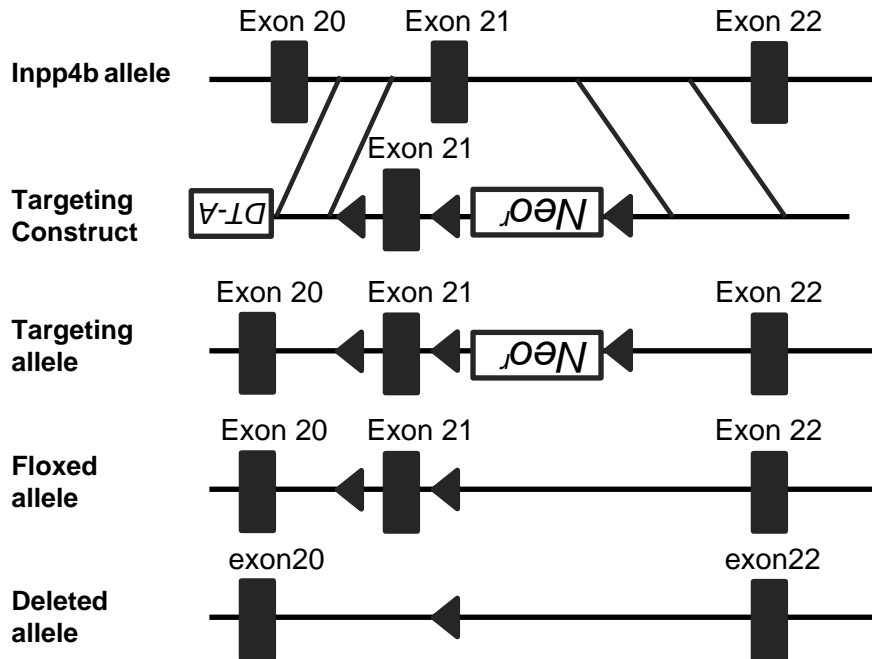 Exon 20 Exon 21 Exon 22
Inpp4b allele
Exon 21
Targeting
Construct
DT-A Neoʳ
Exon 20 Exon 21 Exon 22
Targeting
allele
Neoʳ
Exon 20 Exon 21 Exon 22
Floxed
allele
exon20 exon22
Deleted
allele